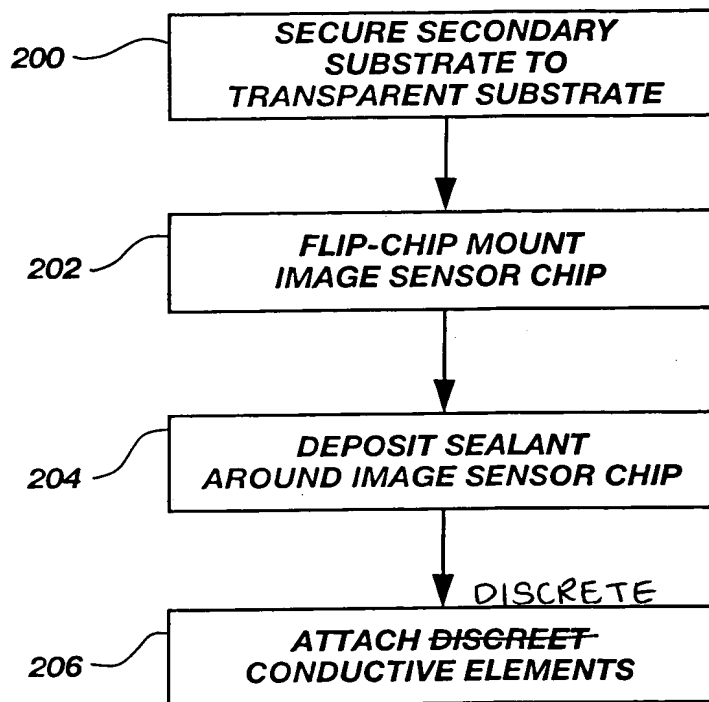 200
SECURE SECONDARY
SUBSTRATE TO
TRANSPARENT SUBSTRATE
202
FLIP-CHIP MOUNT
IMAGE SENSOR CHIP
204
DEPOSIT SEALANT
AROUND IMAGE SENSOR CHIP
DISCRETE
206
ATTACH DISCREET
CONDUCTIVE ELEMENTS